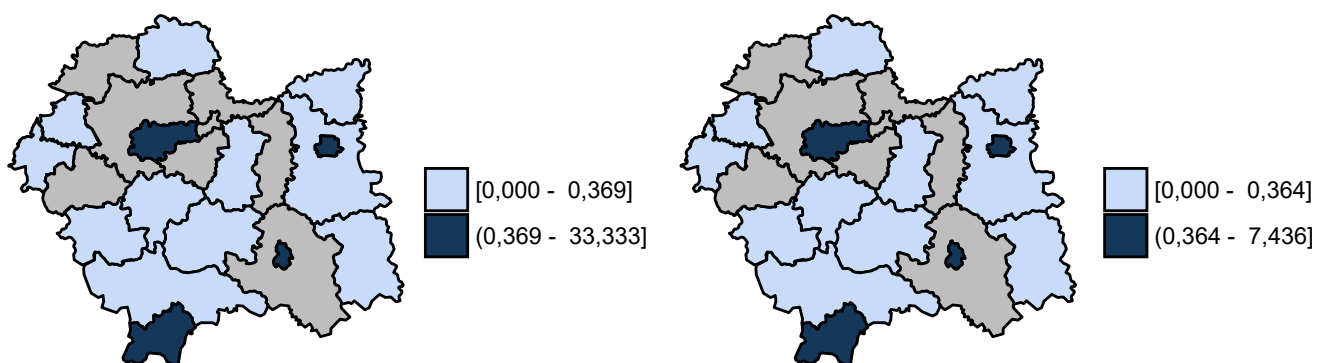 [0,000 -  0,369]
(0,369 -  33,333]
[0,000 -  0,364]
(0,364 -  7,436]